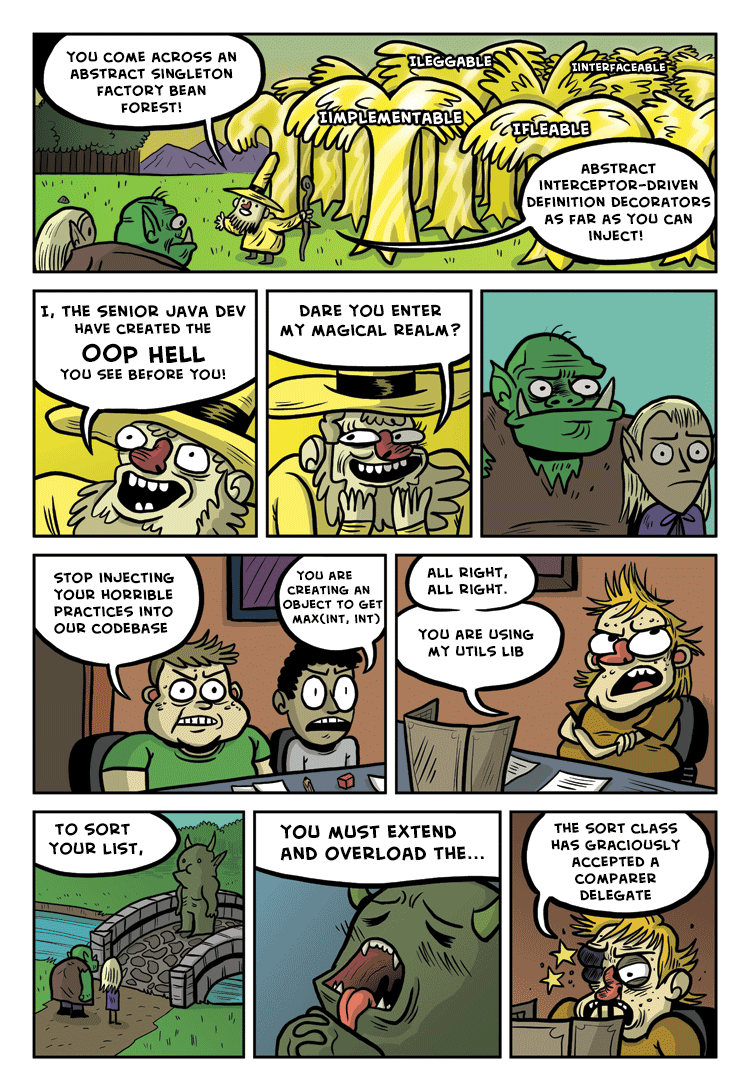 YOU COME ACROSS AN
ABSTRACT SINGLETON
FACTORY BEAN
FOREST!
ILEGGABLE
IINTERFACEABLE
IIMPLEMENTABLE
IFLEABLE
ABSTRACT
INTERCEPTOR-DRIVEN
DEFINITION DECORATORS
AS FAR AS YOU CAN
INJECT!
I, THE SENIOR JAVA DEV
HAVE CREATED THE
OOP HELL
YOU SEE BEFORE YOU!
DARE YOU ENTER
MY MAGICAL REALM?
STOP INJECTING
YOUR HORRIBLE
PRACTICES INTO
OUR CODEBASE
YOU ARE
CREATING AN
OBJECT TO GET
MAX(INT, INT)
ALL RIGHT,
ALL RIGHT.
YOU ARE USING
MY UTILS LIB
TO SORT
YOUR LIST,
YOU MUST EXTEND
AND OVERLOAD THE...
THE SORT CLASS
HAS GRACIOUSLY
ACCEPTED A
COMPARER
DELEGATE